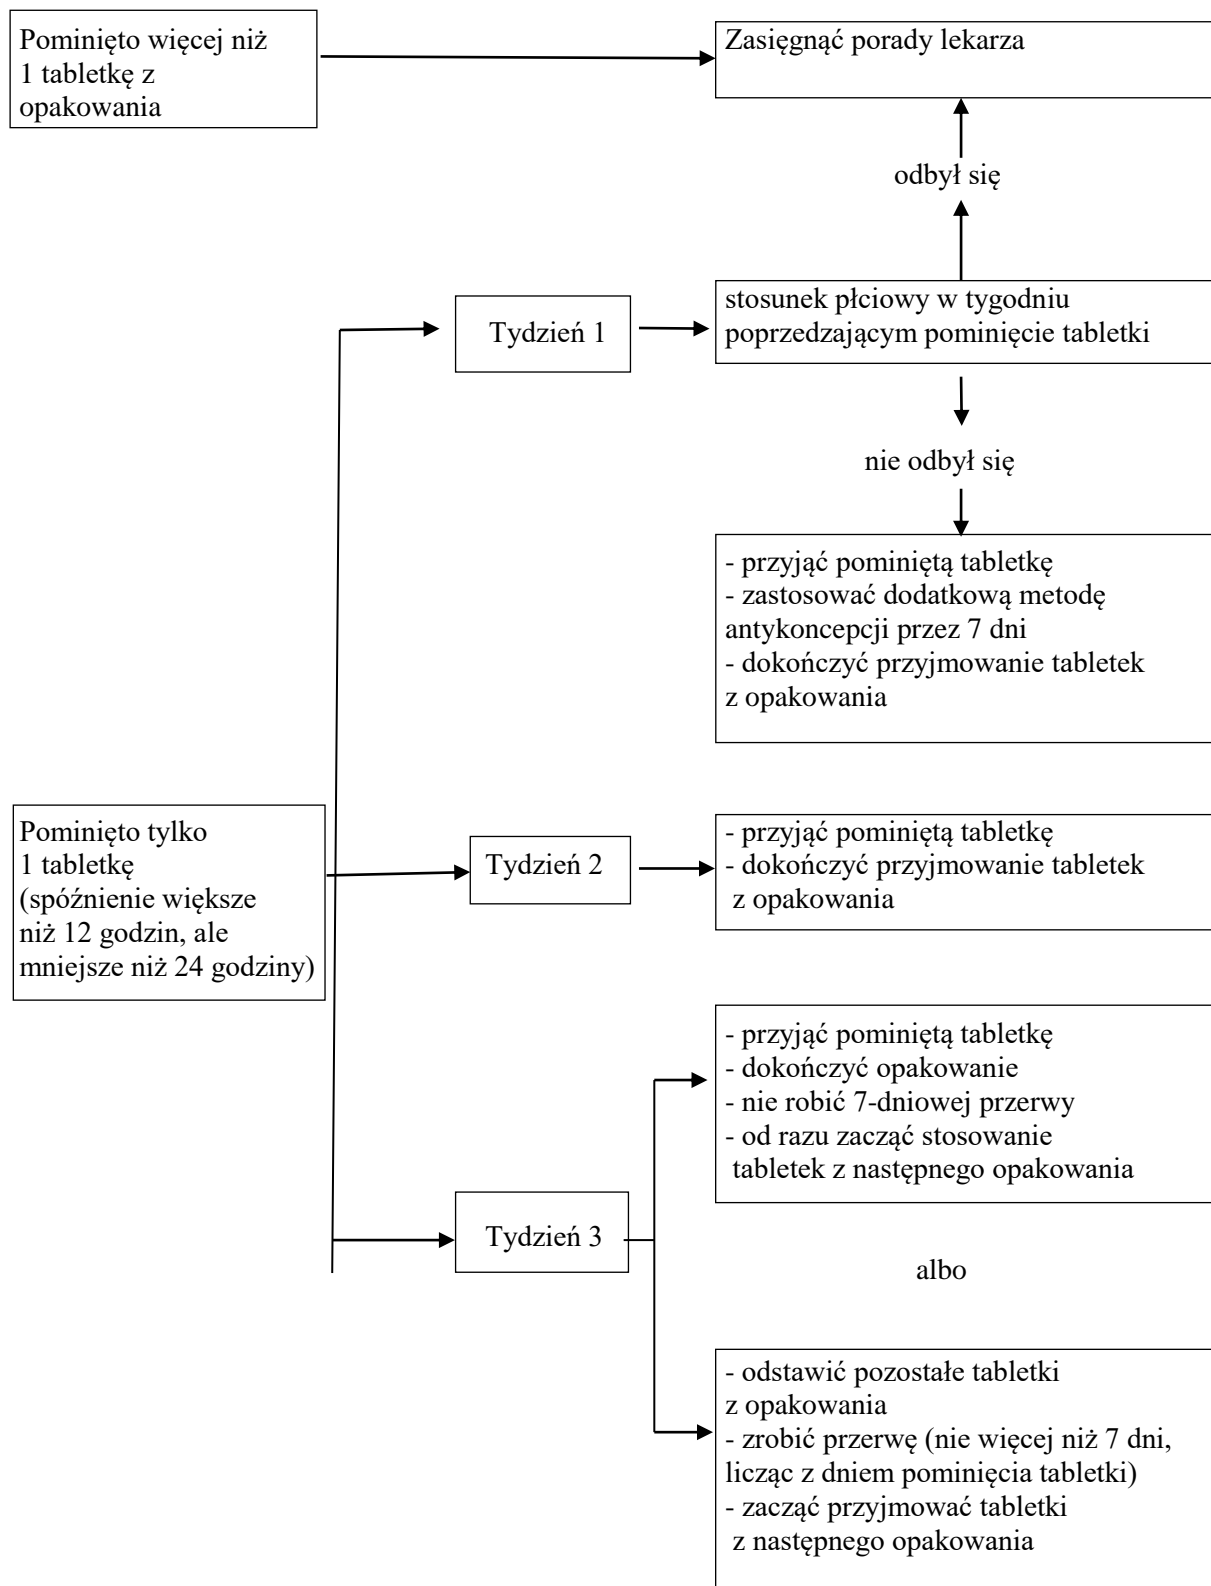 Pominięto więcej niż
1 tabletkę z
opakowania
Zasięgnąć porady lekarza
odbył się
stosunek płciowy w tygodniu
poprzedzającym pominięcie tabletki
Tydzień 1
nie odbył się
- przyjąć pominiętą tabletkę
- zastosować dodatkową metodę
antykoncepcji przez 7 dni
- dokończyć przyjmowanie tabletek
z opakowania
Pominięto tylko
1 tabletkę
(spóźnienie większe
niż 12 godzin, ale
mniejsze niż 24 godziny)
Tydzień 2
- przyjąć pominiętą tabletkę
- dokończyć przyjmowanie tabletek
z opakowania
- przyjąć pominiętą tabletkę
- dokończyć opakowanie
- nie robić 7-dniowej przerwy
- od razu zacząć stosowanie
tabletek z następnego opakowania
Tydzień 3
albo
- odstawić pozostałe tabletki
z opakowania
- zrobić przerwę (nie więcej niż 7 dni,
licząc z dniem pominięcia tabletki)
- zacząć przyjmować tabletki
z następnego opakowania